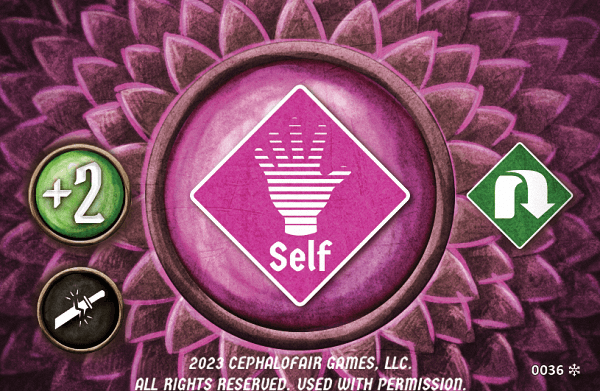 +2
Self
2023 CEPHALOFAIR GAMES, LLC.
ALL RIGHTS RESERVED. USED WITH PERMISSION.
0036